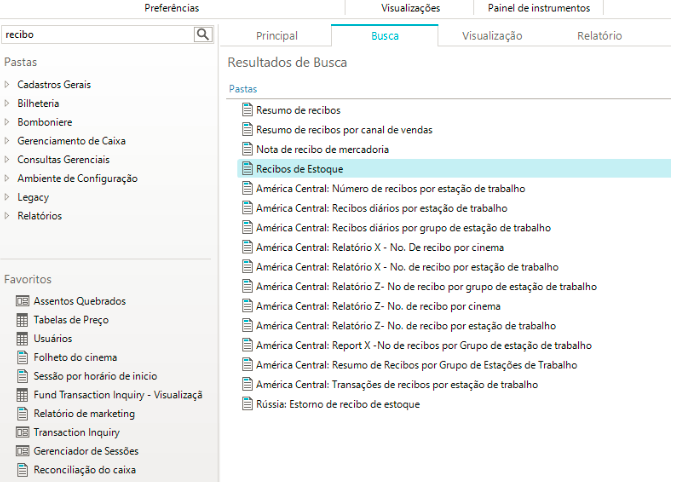 Preferências
Visualizações
Painel de instrumentos
recibo
Principal
Busca
Visualização
Relatório
Pastas
Cadastros Gerais
Bilheteria
Bomboniere
Gerenciamento de Caixa
Consultas Gerenciais
Ambiente de Configuração
Legacy
Relatórios
Favoritos
Assentos Quebrados
Tabelas de Preço
Usuários
Folheto do cinema
Sessão por horário de inicio
Fund Transaction Inquiry - Visualizaçã
Relatório de marketing
Transaction Inquiry
Gerenciador de Sessões
Reconciliação do caixa
Resultados de Busca
Pastas
Resumo de recibos
Resumo de recibos por canal de vendas
Nota de recibo de mercadoria
Recibos de Estoque
América Central: Número de recibos por estação de trabalho
América Central: Recibos diários por estação de trabalho
América Central: Recibos diários por grupo de estação de trabalho
América Central: Relatório X - No. De recibo por cinema
América Central: Relatório X - No. de recibo por estação de trabalho
América Central: Relatório Z- No de recibo por grupo de estação de trabalho
América Central: Relatório Z- No. de recibo por cinema
América Central: Relatório Z- No. de recibo por estação de trabalho
América Central: Report X -No de recibos por Grupo de estação de trabalho
América Central: Resumo de Recibos por Grupo de Estações de Trabalho
América Central: Transações de recibos por estação de trabalho
Rússia: Estorno de recibo de estoque